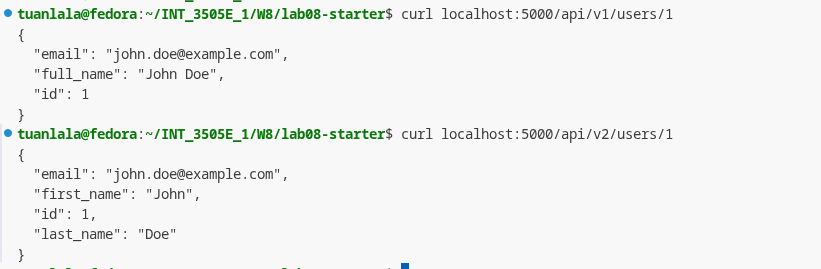 tuanlala@fedora:~/INT_3505E_1/W8/lab08-starter$ curl localhost:5000/api/v1/users/1
{
  "email": "john.doe@example.com",
  "full_name": "John Doe",
  "id": 1
}
tuanlala@fedora:~/INT_3505E_1/W8/lab08-starter$ curl localhost:5000/api/v2/users/1
{
  "email": "john.doe@example.com",
  "first_name": "John",
  "id": 1,
  "last_name": "Doe"
}